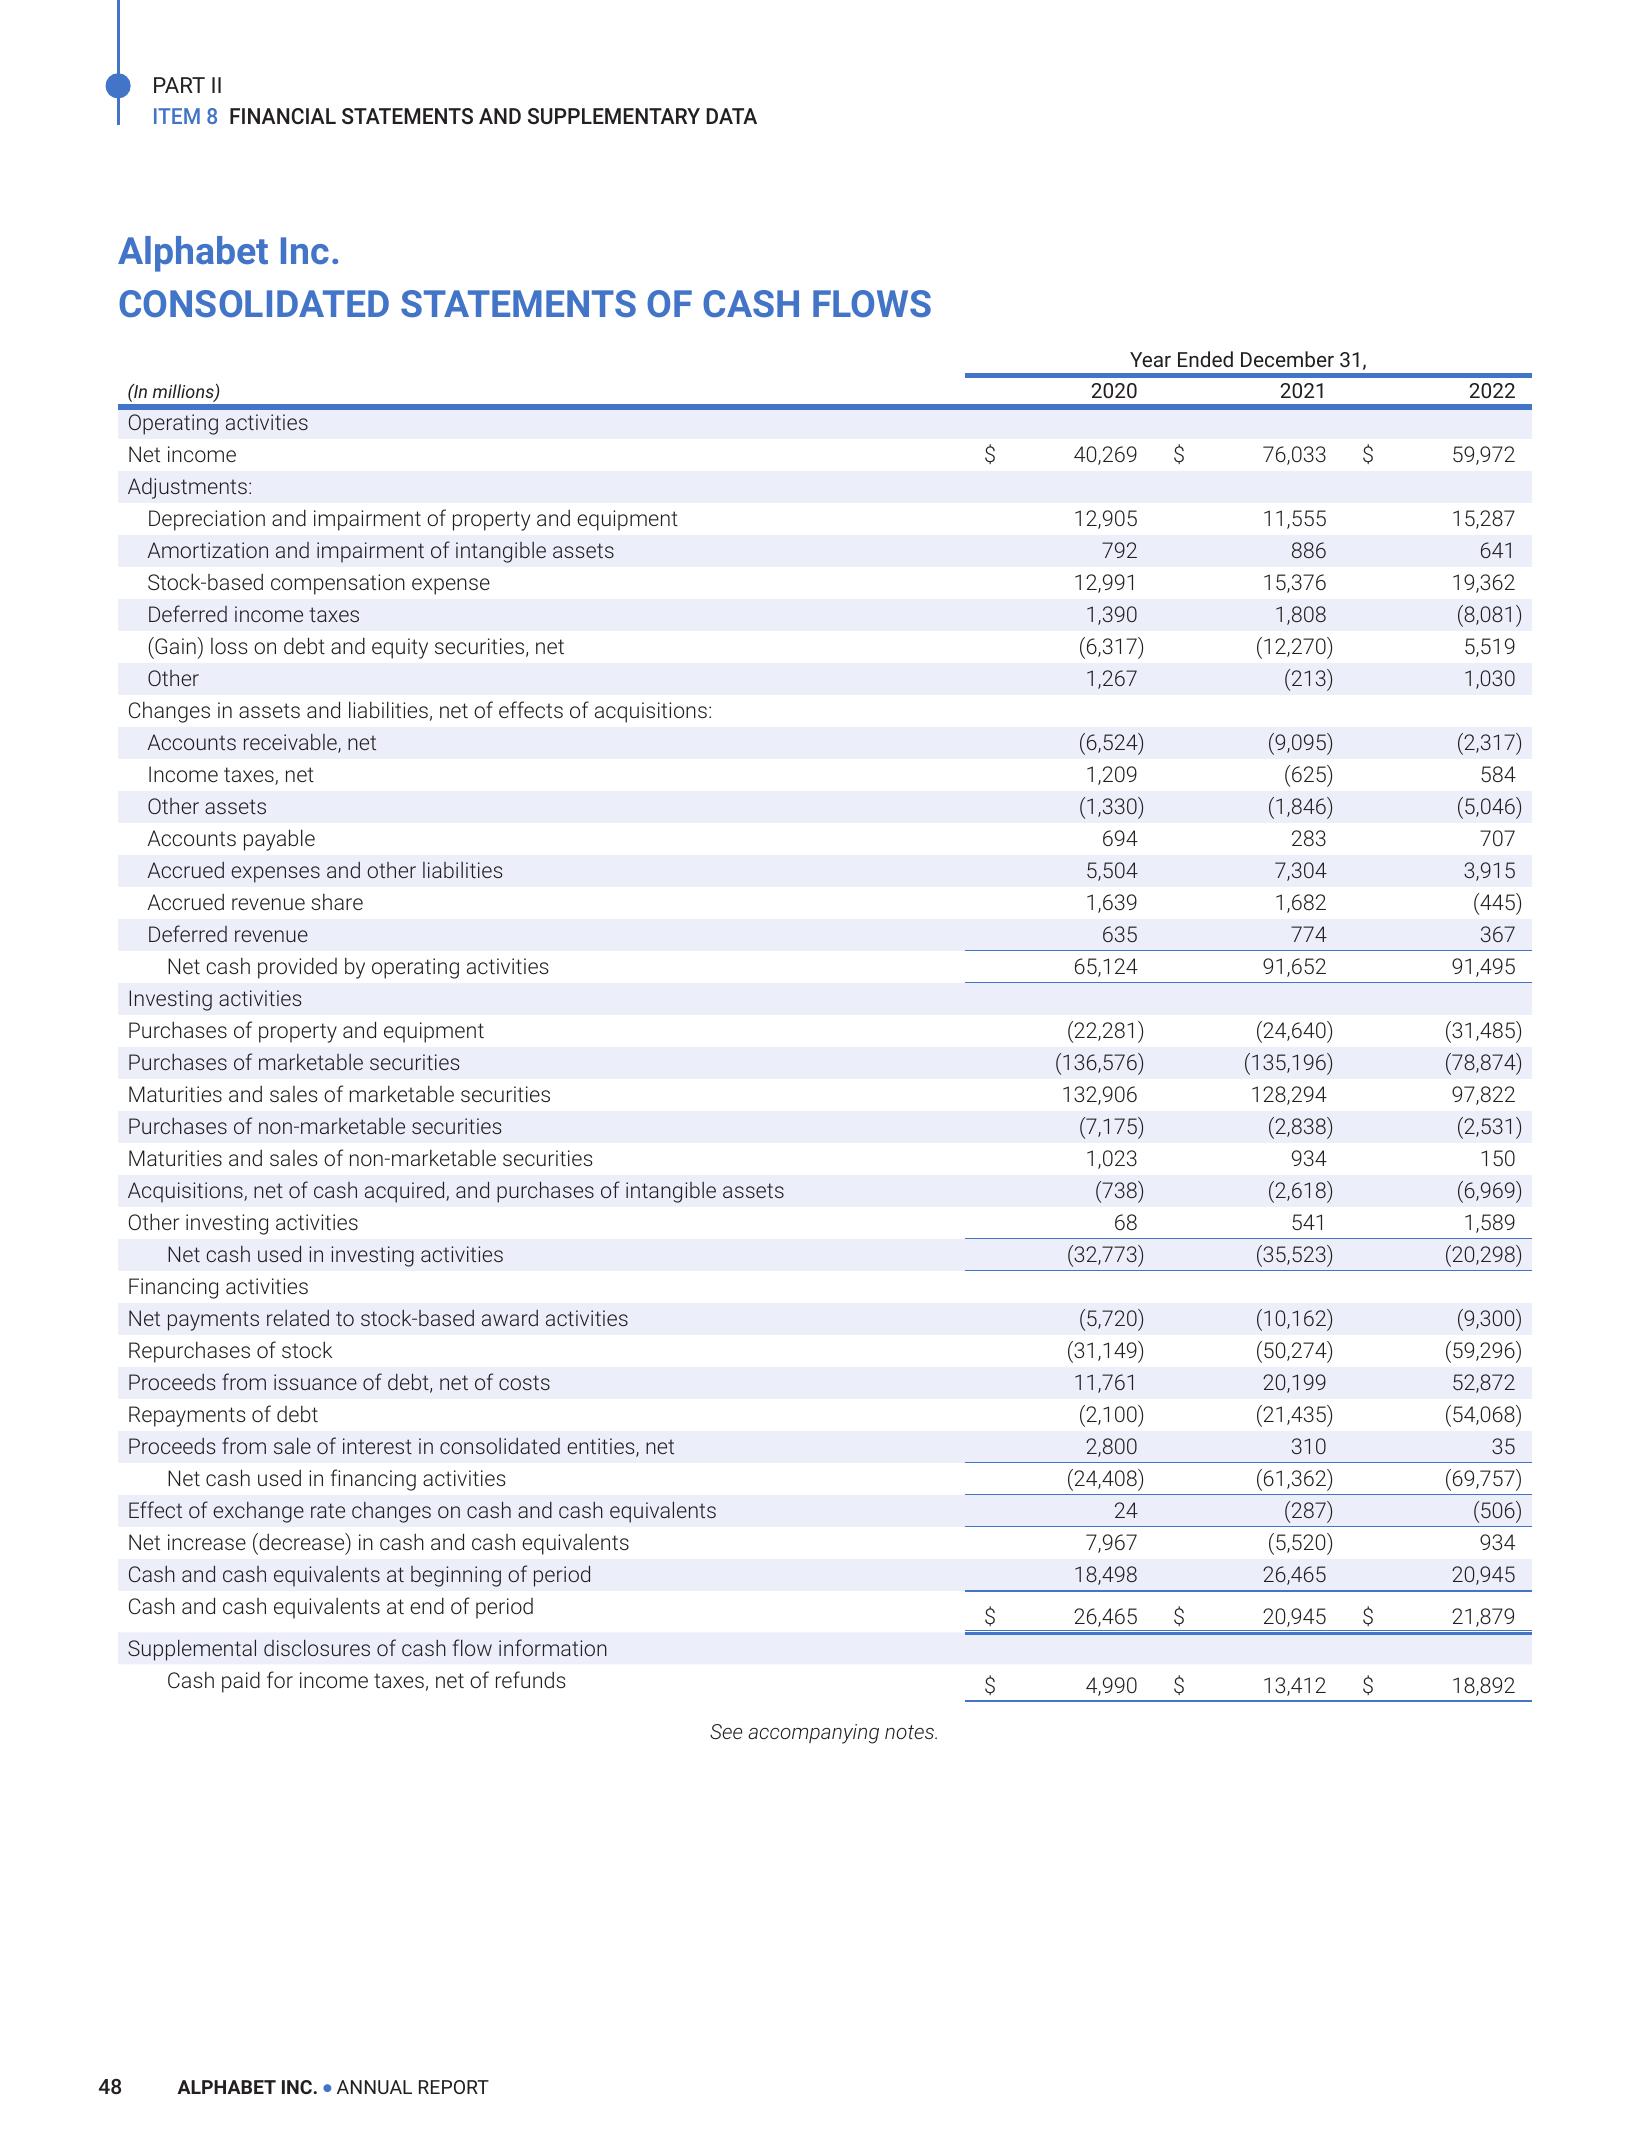 PART II
ITEM 8 FINANCIAL STATEMENTS AND SUPPLEMENTARY DATA
Alphabet Inc.
CONSOLIDATED STATEMENTS OF CASH FLOWS
Year Ended December 31,
(In millions) 2020 2021 2022
Operating activities
Net income $ 40,269 $ 76,033 $ 59,972
Adjustments:
Depreciation and impairment of property and equipment 12,905 11,555 15,287
Amortization and impairment of intangible assets 792 886 641
Stock-based compensation expense 12,991 15,376 19,362
Deferred income taxes 1,390 1,808 (8,081)
(Gain) loss on debt and equity securities, net (6,317) (12,270) 5,519
Other 1,267 (213) 1,030
Changes in assets and liabilities, net of effects of acquisitions:
Accounts receivable, net (6,524) (9,095) (2,317)
Income taxes, net 1,209 (625) 584
Other assets (1,330) (1,846) (5,046)
Accounts payable 694 283 707
Accrued expenses and other liabilities 5,504 7,304 3,915
Accrued revenue share 1,639 1,682 (445)
Deferred revenue 635 774 367
Net cash provided by operating activities 65,124 91,652 91,495
Investing activities
Purchases of property and equipment (22,281) (24,640) (31,485)
Purchases of marketable securities (136,576) (135,196) (78,874)
Maturities and sales of marketable securities 132,906 128,294 97,822
Purchases of non-marketable securities (7,175) (2,838) (2,531)
Maturities and sales of non-marketable securities 1,023 934 150
Acquisitions, net of cash acquired, and purchases of intangible assets (738) (2,618) (6,969)
Other investing activities 68 541 1,589
Net cash used in investing activities (32,773) (35,523) (20,298)
Financing activities
Net payments related to stock-based award activities (5,720) (10,162) (9,300)
Repurchases of stock (31,149) (50,274) (59,296)
Proceeds from issuance of debt, net of costs 11,761 20,199 52,872
Repayments of debt (2,100) (21,435) (54,068)
Proceeds from sale of interest in consolidated entities, net 2,800 310 35
Net cash used in financing activities (24,408) (61,362) (69,757)
Effect of exchange rate changes on cash and cash equivalents 24 (287) (506)
Net increase (decrease) in cash and cash equivalents 7,967 (5,520) 934
Cash and cash equivalents at beginning of period 18,498 26,465 20,945
Cash and cash equivalents at end of period $ 26,465 $ 20,945 $ 21,879
Supplemental disclosures of cash flow information
Cash paid for income taxes, net of refunds $ 4,990 $ 13,412 $ 18,892
See accompanying notes.
48 ALPHABET INC. • ANNUAL REPORT